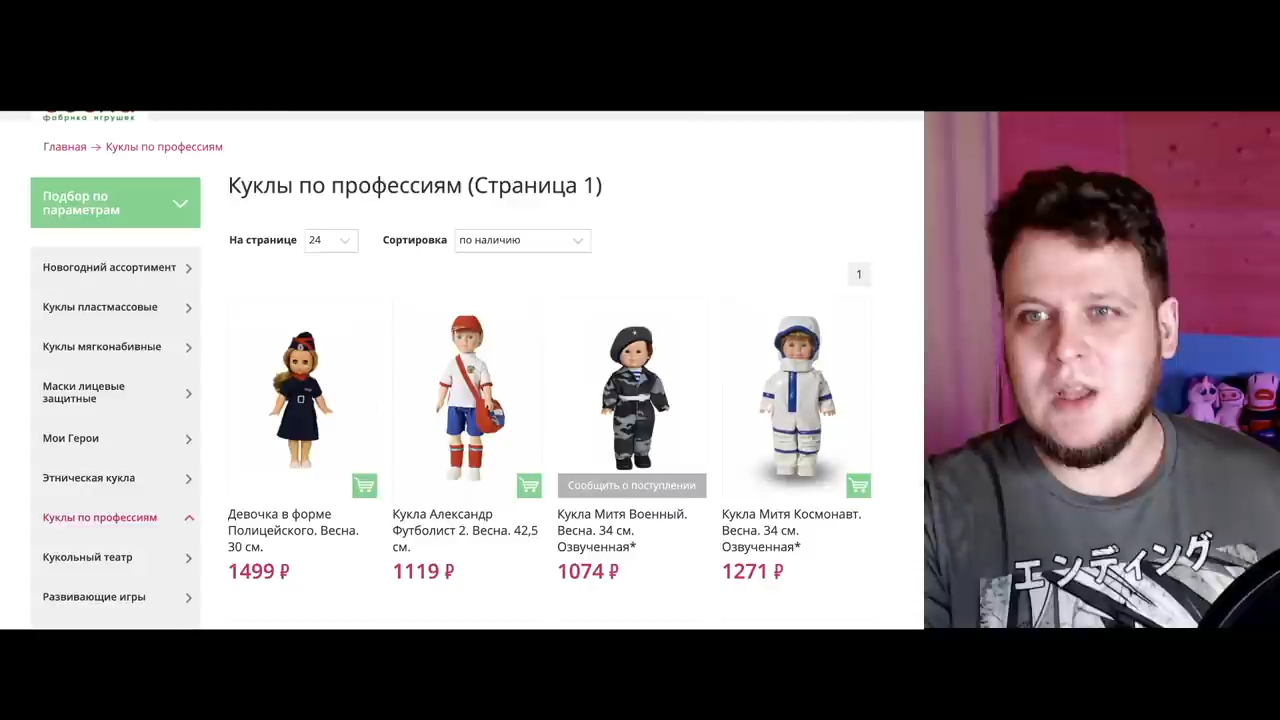 фабрика игрушек
Главная → Куклы по профессиям
Подбор по
параметрам
Новогодний ассортимент
Куклы пластмассовые
Куклы мягконабивные
Маски лицевые
защитные
Мои Герои
Этническая кукла
Куклы по профессиям
Кукольный театр
Развивающие игры
Куклы по профессиям (Страница 1)
На странице 24 Сортировка по наличию
1
Девочка в форме
Полицейского. Весна.
30 см.
1499 ₽
Кукла Александр
Футболист 2. Весна. 42,5
см.
1119 ₽
Сообщить о поступлении
Кукла Митя Военный.
Весна. 34 см.
Озвученная*
1074 ₽
Кукла Митя Космонавт.
Весна. 34 см.
Озвученная*
1271 ₽
エンディング